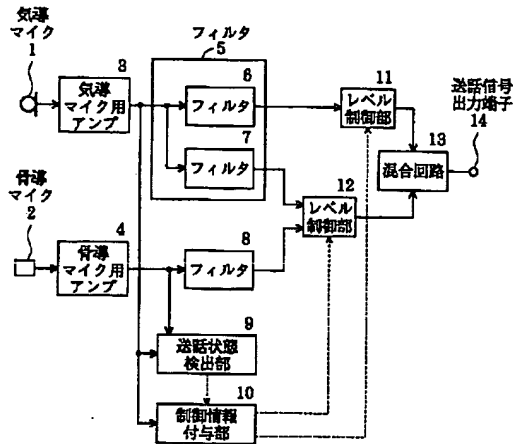 気導
マイク
1
気導
マイク用
アンプ
3
フィルタ
5
フィルタ
6
フィルタ
7
レベル
制御部
11
送話信号
出力端子
14
混合回路
13
レベル
制御部
12
骨導
マイク
2
骨導
マイク用
アンプ
4
フィルタ
8
送話状態
検出部
9
制御情報
付与部
10